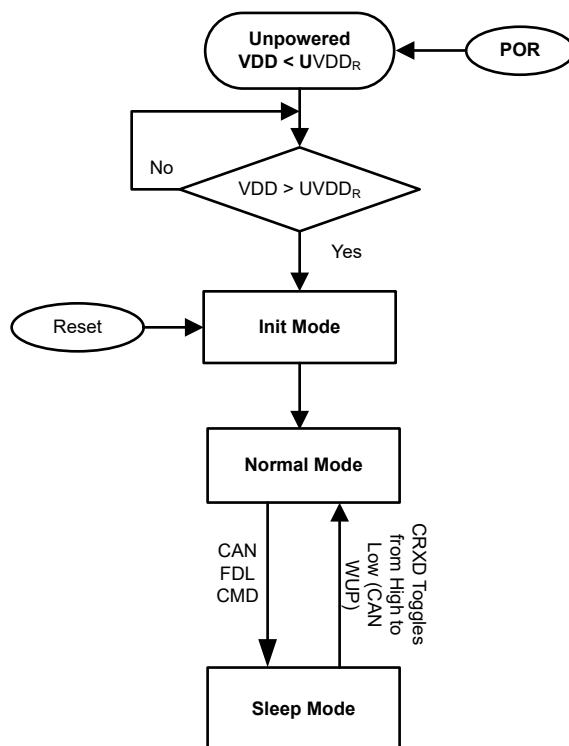 Unpowered
VDD < UVDDR
POR
No
VDD > UVDDR
Yes
Reset
Init Mode
Normal Mode
CAN
FDL
CMD
CRXD Toggles
from High to
Low (CAN
WUP)
Sleep Mode